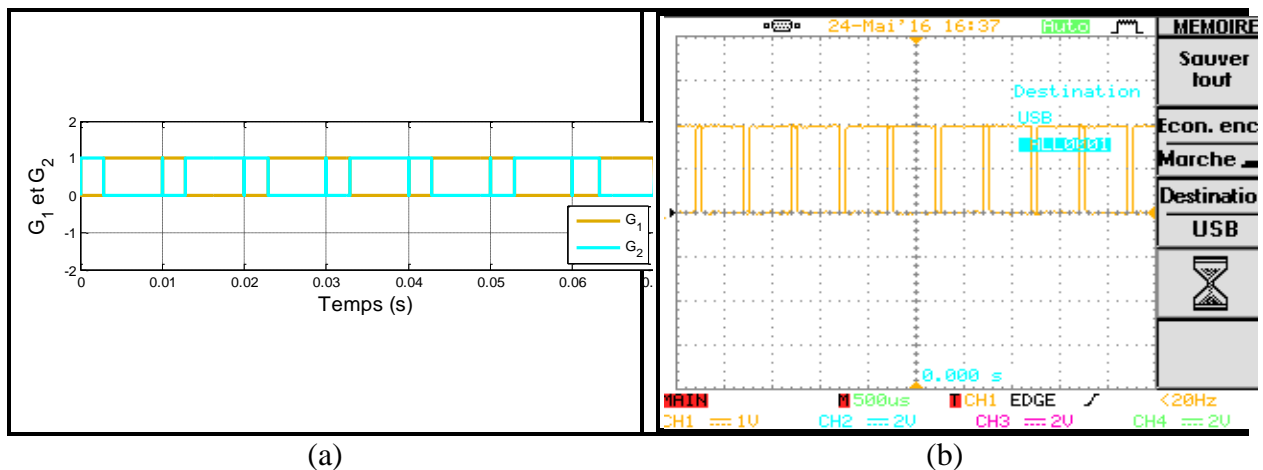 2
1
0
-1
-2
G1 et G2
0 0.01 0.02 0.03 0.04 0.05 0.06 0.
Temps (s)
G1
G2
24-Mai'16 16:37 Auto
MEMOIRE
Sauver
tout
Destination
USB
ALL0001
Econ. enc
Marche
Destinatio
USB
0.000 s
MAIN M 500us T CH1 EDGE <20Hz
CH1 1V CH2 2V CH3 2V CH4 2V
(a) (b)